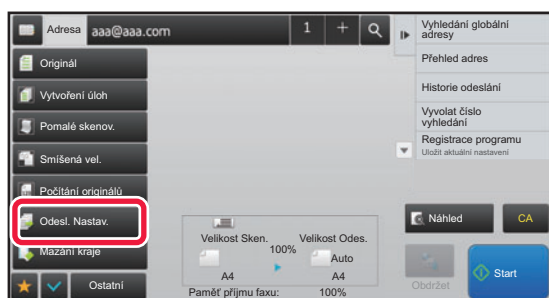 Adresa aaa@aaa.com 1 +
Originál
Vytvoření úloh
Pomalé skenov.
Smíšená vel.
Počítání originálů
Odesl. Nastav.
Mazání kraje
Ostatní
Velikost Sken.
A4
100%
Velikost Odes.
Auto
A4
Paměť příjmu faxu: 100%
Vyhledání globální
adresy
Přehled adres
Historie odeslání
Vyvolat číslo
vyhledání
Registrace programu
Uložit aktuální nastavení
Náhled
CA
Obdržet
Start